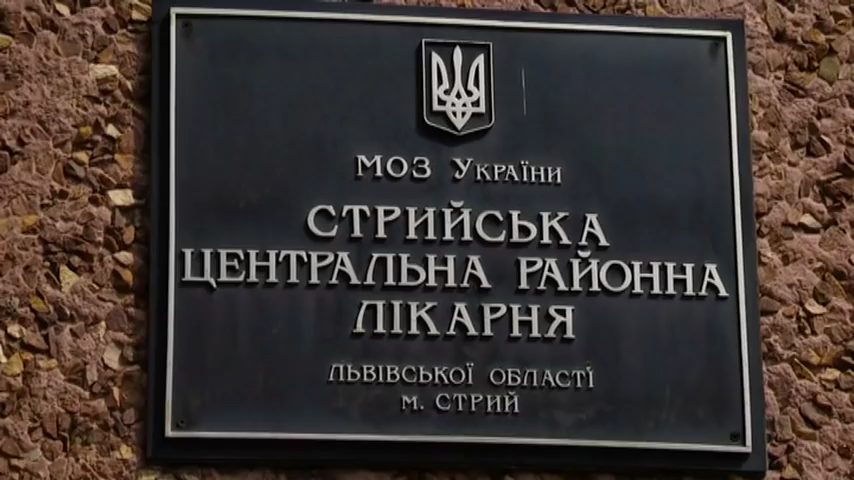 МОЗ УКРАЇНИ
СТРИЙСЬКА
ЦЕНТРАЛЬНА РАЙОННА
ЛІКАРНЯ
ЛЬВІВСЬКОЇ ОБЛАСТІ
м. СТРИЙ